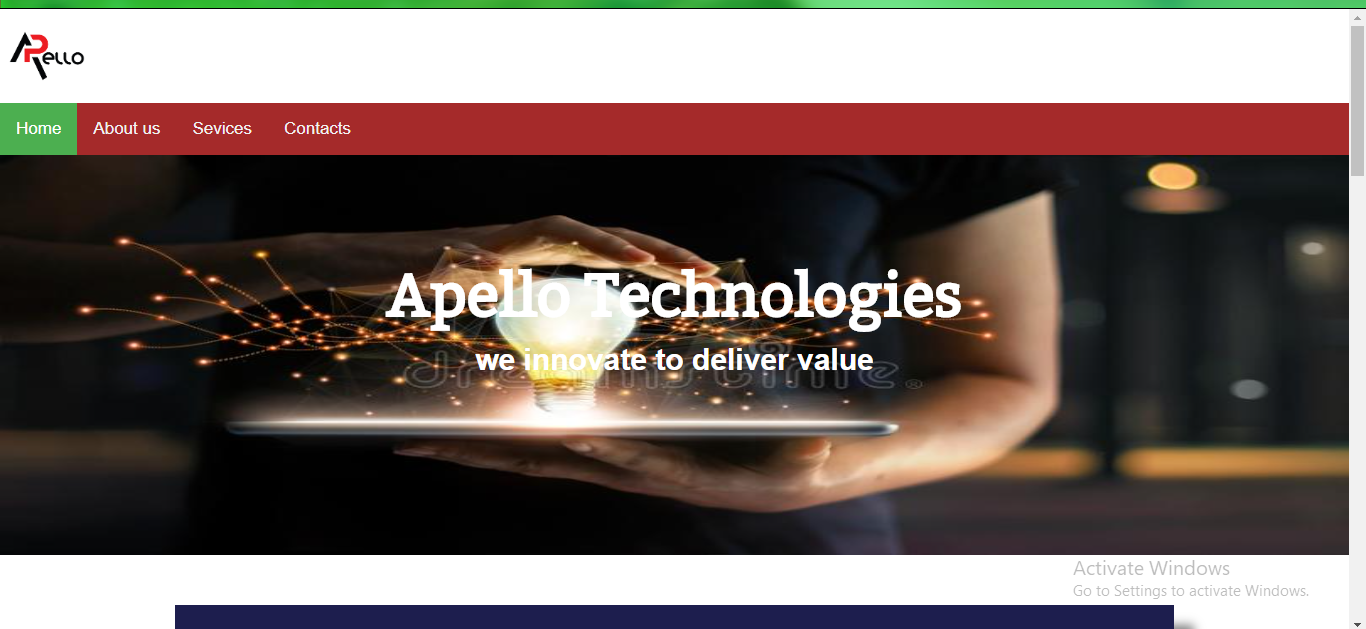 APello
Home About us Sevices Contacts
Apello Technologies
we innovate to deliver value
dreamstime®
Activate Windows
Go to Settings to activate Windows.